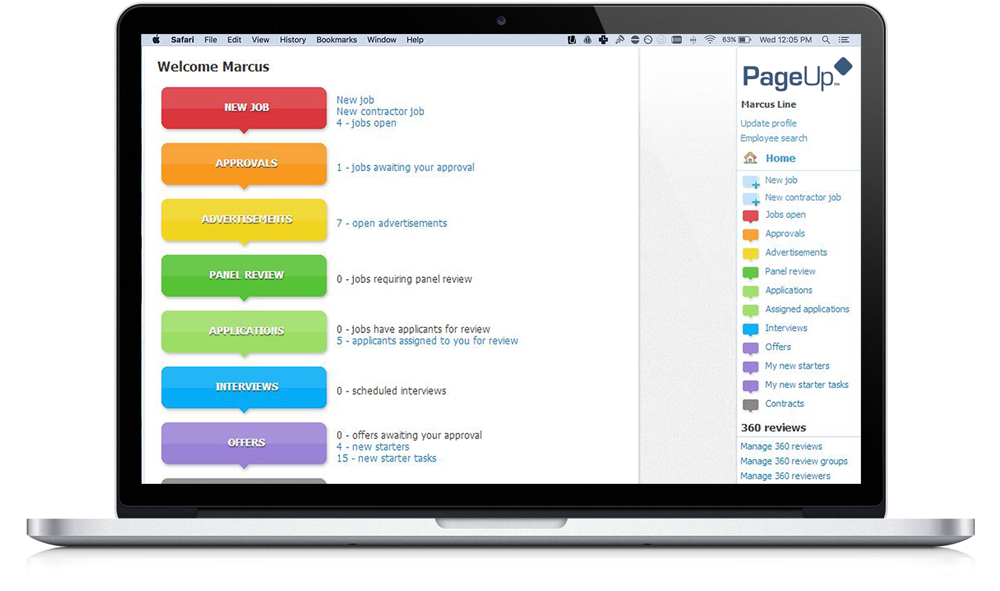 Safari File Edit View History Bookmarks Window Help 63% Wed 12:05 PM
Welcome Marcus
NEW JOB
New job
New contractor job
4 - jobs open
APPROVALS
1 - jobs awaiting your approval
ADVERTISEMENTS
7 - open advertisements
PANEL REVIEW
0 - jobs requiring panel review
APPLICATIONS
0 - jobs have applicants for review
5 - applicants assigned to you for review
INTERVIEWS
0 - scheduled interviews
OFFERS
0 - offers awaiting your approval
4 - new starters
15 - new starter tasks
PageUp™
Marcus Line
Update profile
Employee search
Home
New job
New contractor job
Jobs open
Approvals
Advertisements
Panel review
Applications
Assigned applications
Interviews
Offers
My new starters
My new starter tasks
Contracts
360 reviews
Manage 360 reviews
Manage 360 review groups
Manage 360 reviewers